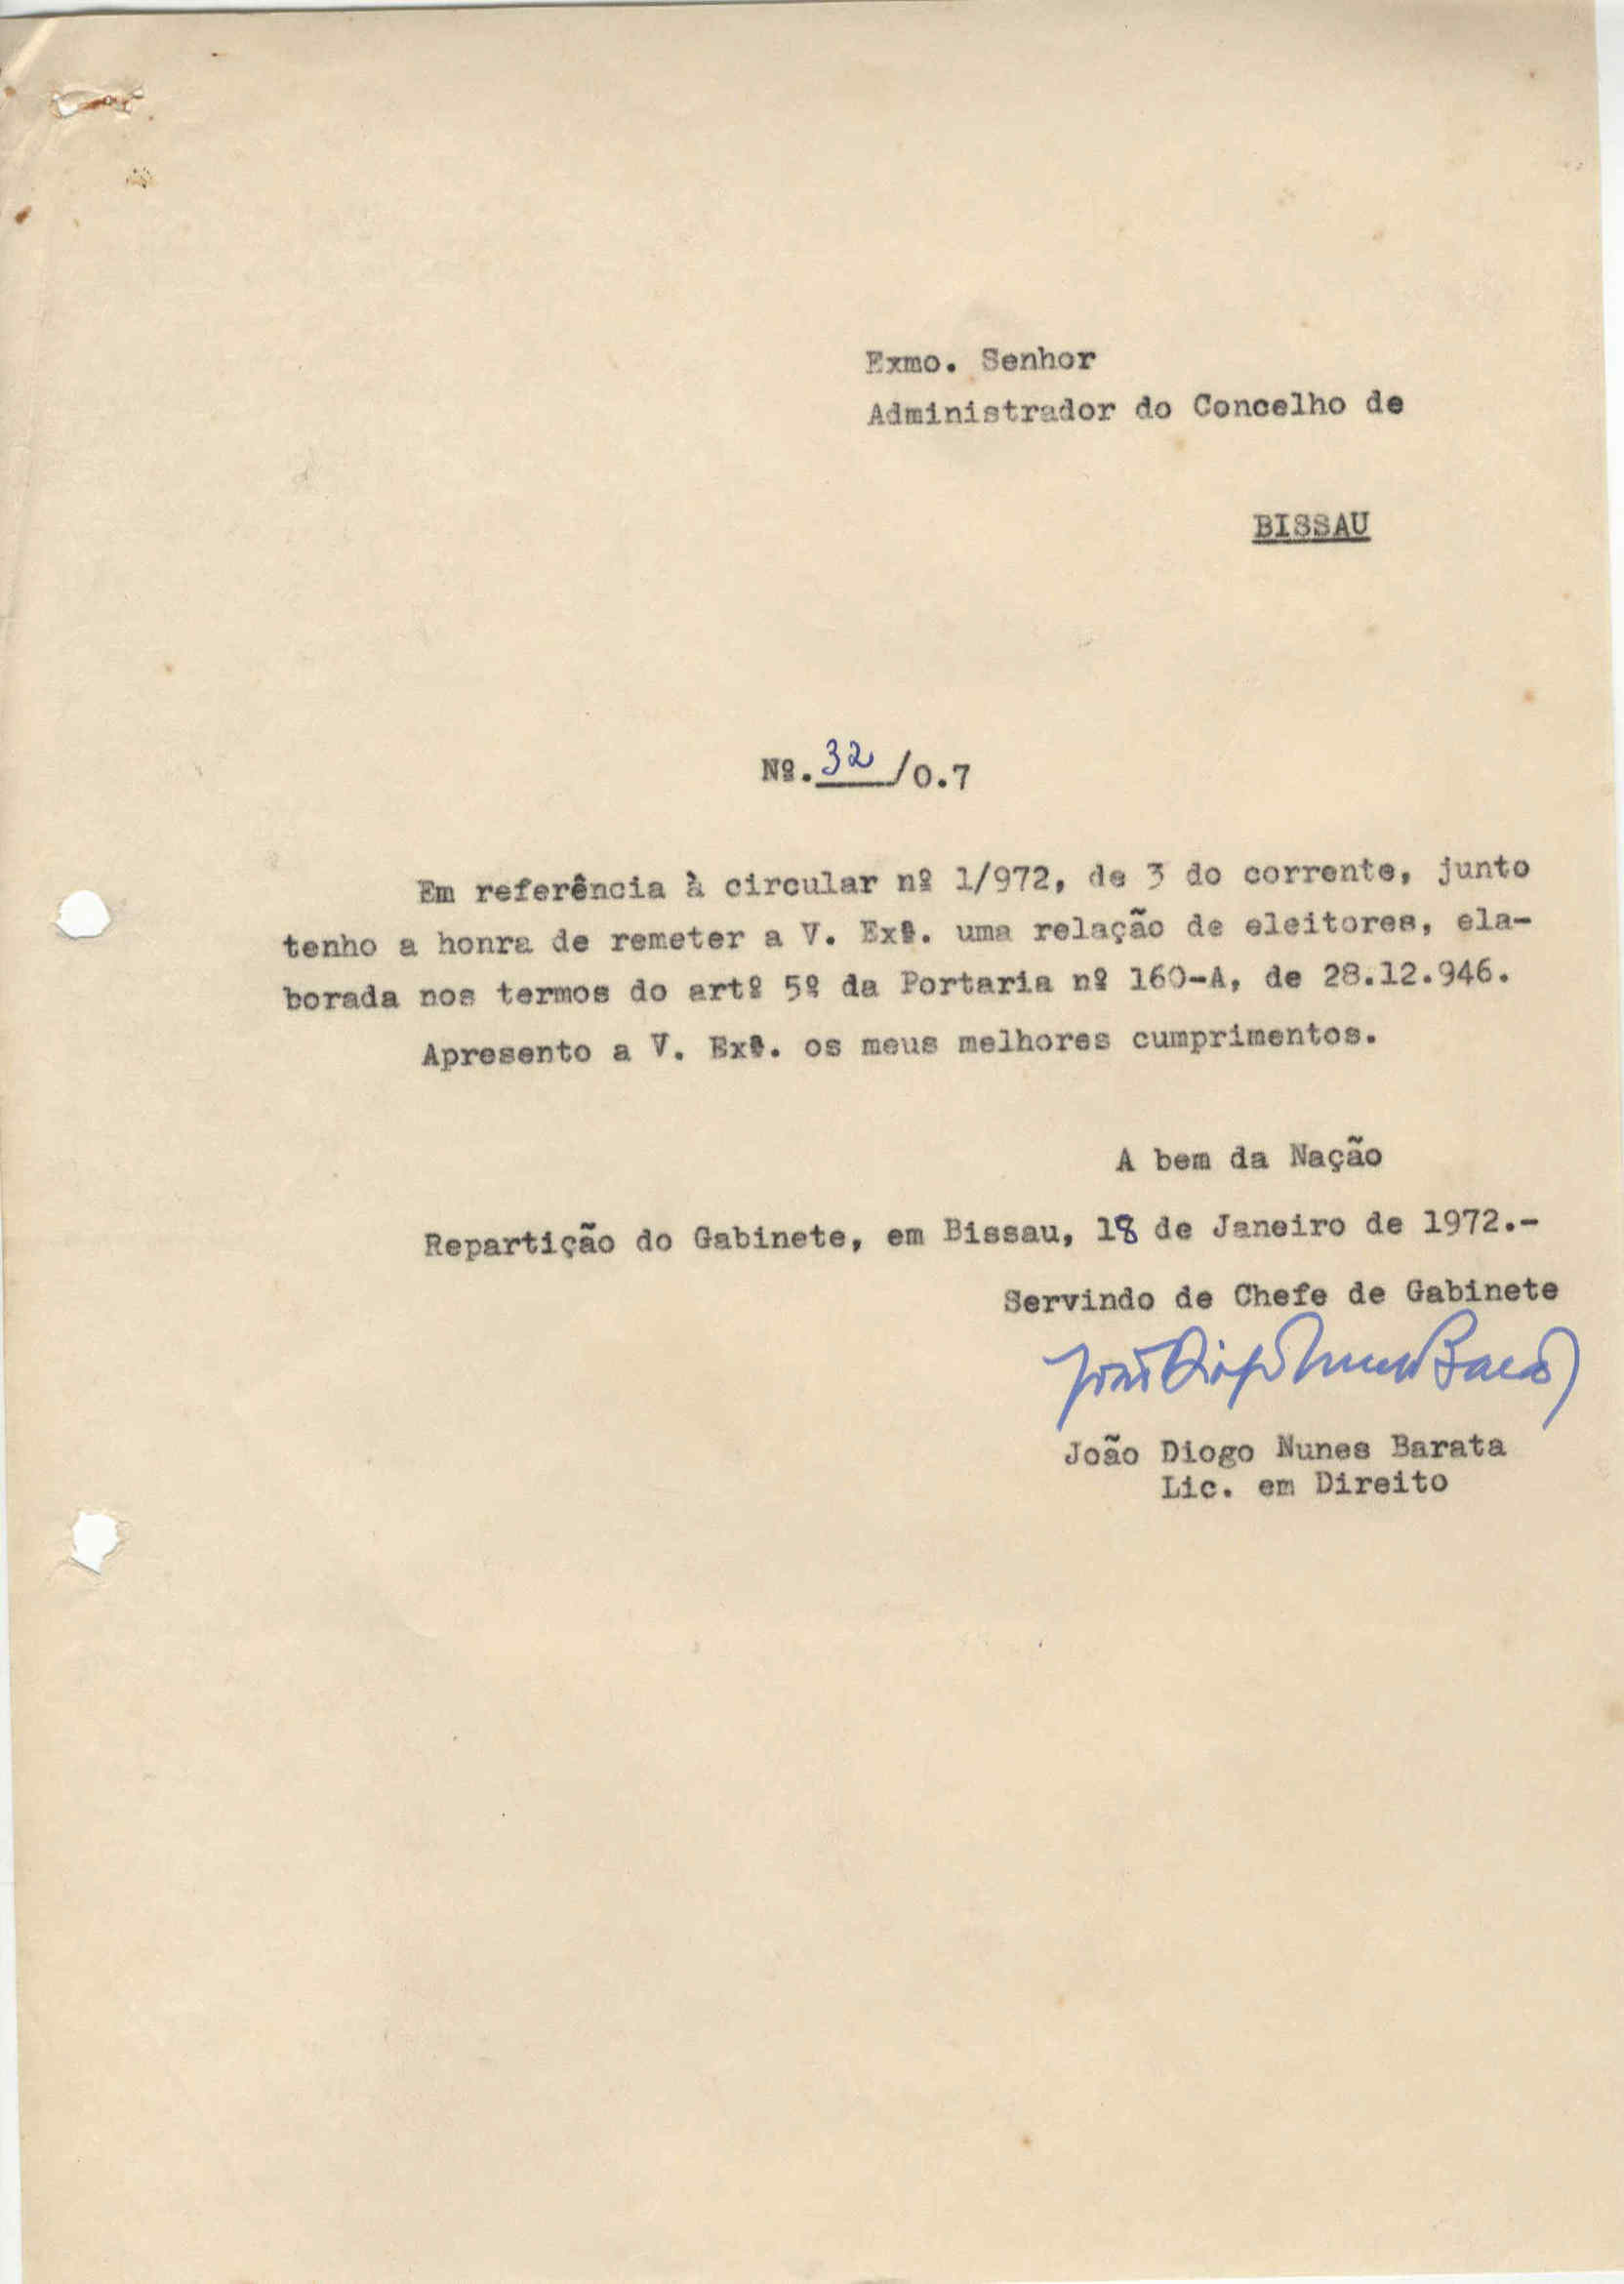 Exmo. Senhor
Administrador do Concelho de
BISSAU
Nº. 32 /0.7
Em referência à circular nº 1/972, de 3 do corrente, junto
tenho a honra de remeter a V. Exª. uma relação de eleitores, ela-
borada nos termos do artº 5º da Portaria nº 160-A, de 28.12.946.
Apresento a V. Exª. os meus melhores cumprimentos.
A bem da Nação
Repartição do Gabinete, em Bissau, 18 de Janeiro de 1972.-
Servindo de Chefe de Gabinete
João Diogo Nunes Barata
João Diogo Nunes Barata
Lic. em Direito